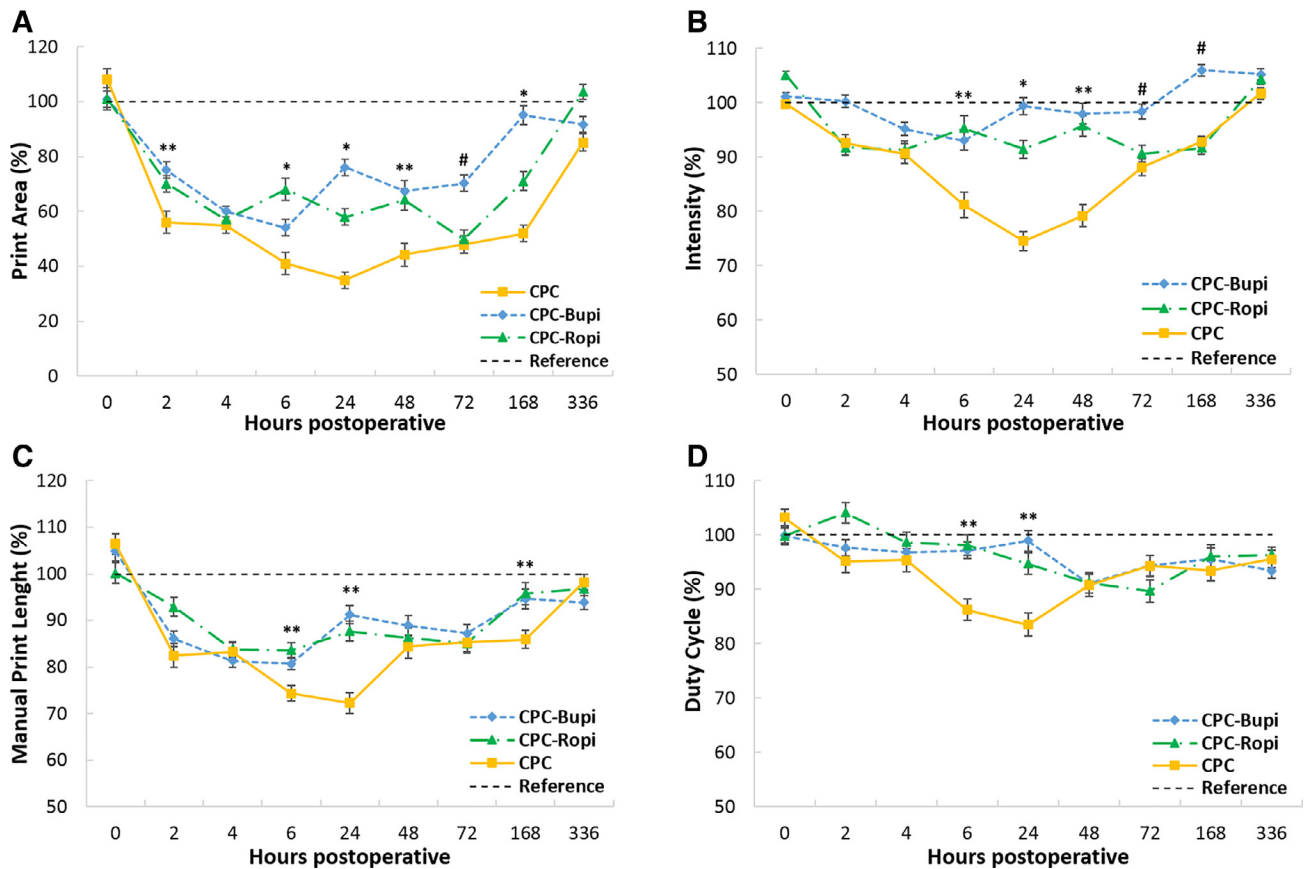 A
Print Area (%)
120
100
80
60
40
20
0
** * * ** # *
CPC
CPC-Bupi
CPC-Ropi
Reference
0 2 4 6 24 48 72 168 336
Hours postoperative
B
Intensity (%)
110
100
90
80
70
60
50
** * ** # #
CPC-Bupi
CPC-Ropi
CPC
Reference
0 2 4 6 24 48 72 168 336
Hours postoperative
C
Manual Print Lenght (%)
120
110
100
90
80
70
60
50
** ** **
CPC-Bupi
CPC-Ropi
CPC
Reference
0 2 4 6 24 48 72 168 336
Hours postoperative
D
Duty Cycle (%)
110
100
90
80
70
60
50
** **
CPC-Bupi
CPC-Ropi
CPC
Reference
0 2 4 6 24 48 72 168 336
Hours postoperative